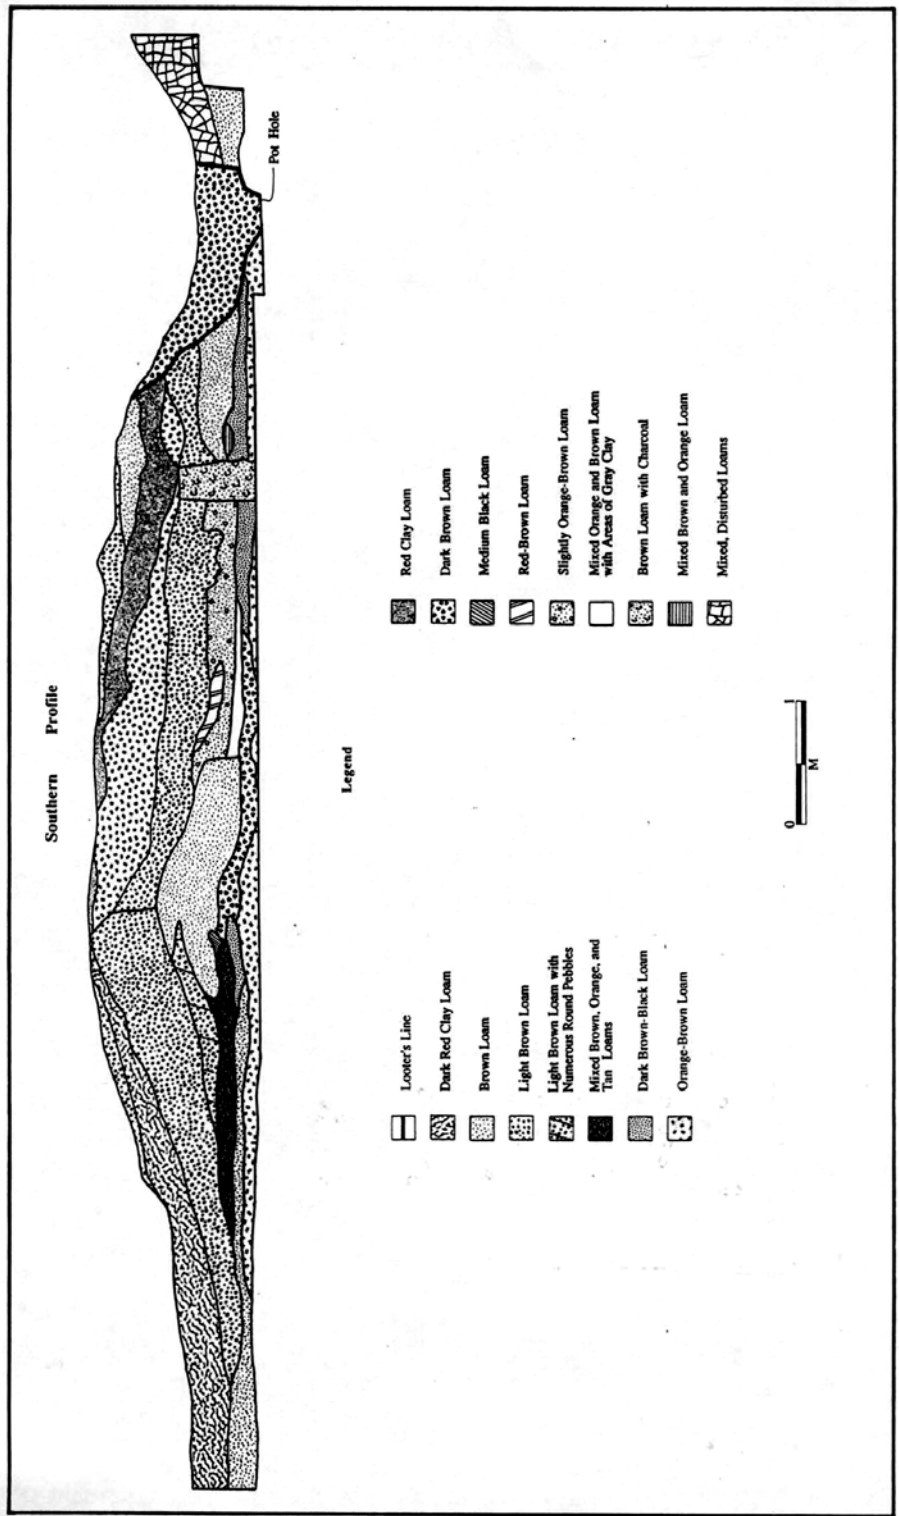 Southern Profile
Pot Hole
Legend
Looter's Line
Dark Red Clay Loam
Brown Loam
Light Brown Loam
Light Brown Loam with
Numerous Round Pebbles
Mixed Brown, Orange, and
Tan Loams
Dark Brown-Black Loam
Orange-Brown Loam
Red Clay Loam
Dark Brown Loam
Medium Black Loam
Red-Brown Loam
Slightly Orange-Brown Loam
Mixed Orange and Brown Loam
with Areas of Gray Clay
Brown Loam with Charcoal
Mixed Brown and Orange Loam
Mixed, Disturbed Loams
0 1
M